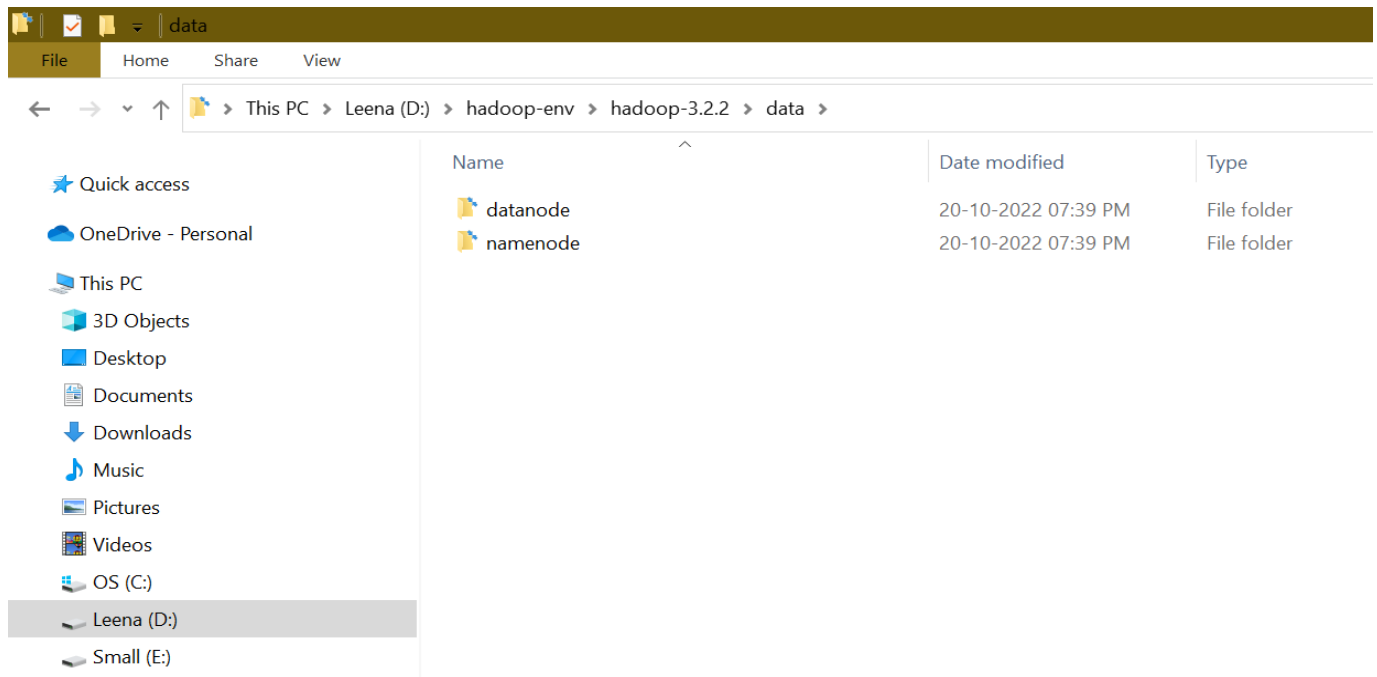 data
File Home Share View
This PC > Leena (D:) > hadoop-env > hadoop-3.2.2 > data >
Name Date modified Type
Quick access
datanode 20-10-2022 07:39 PM File folder
OneDrive - Personal
namenode 20-10-2022 07:39 PM File folder
This PC
3D Objects
Desktop
Documents
Downloads
Music
Pictures
Videos
OS (C:)
Leena (D:)
Small (E:)